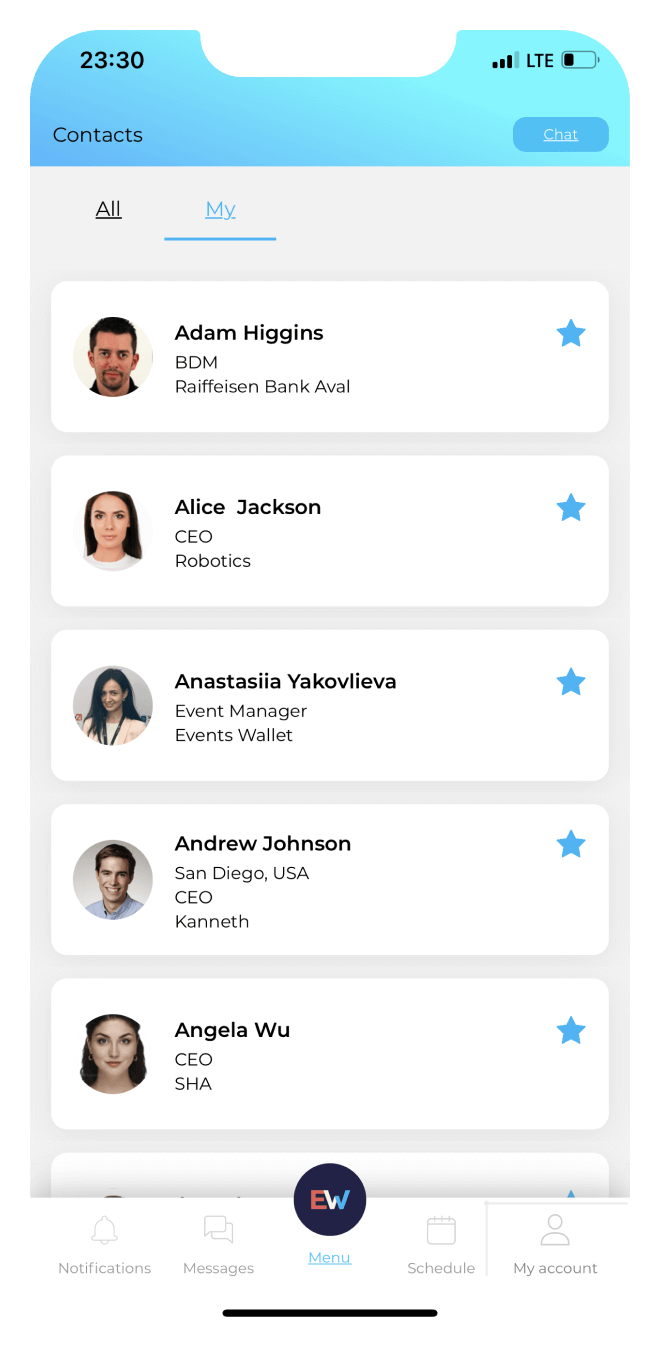 23:30
LTE
Contacts
Chat
All
My
Adam Higgins
BDM
Raiffeisen Bank Aval
Alice  Jackson
CEO
Robotics
Anastasiia Yakovlieva
Event Manager
Events Wallet
Andrew Johnson
San Diego, USA
CEO
Kanneth
Angela Wu
CEO
SHA
EW
Notifications
Messages
Menu
Schedule
My account